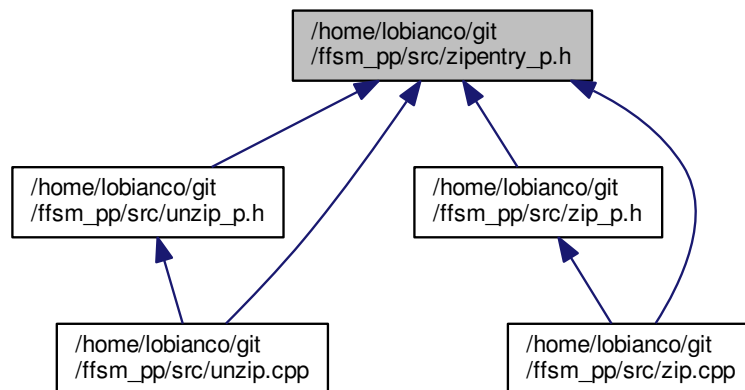 /home/lobianco/git
/ffsm_pp/src/zipentry_p.h
/home/lobianco/git
/ffsm_pp/src/unzip_p.h
/home/lobianco/git
/ffsm_pp/src/zip_p.h
/home/lobianco/git
/ffsm_pp/src/unzip.cpp
/home/lobianco/git
/ffsm_pp/src/zip.cpp